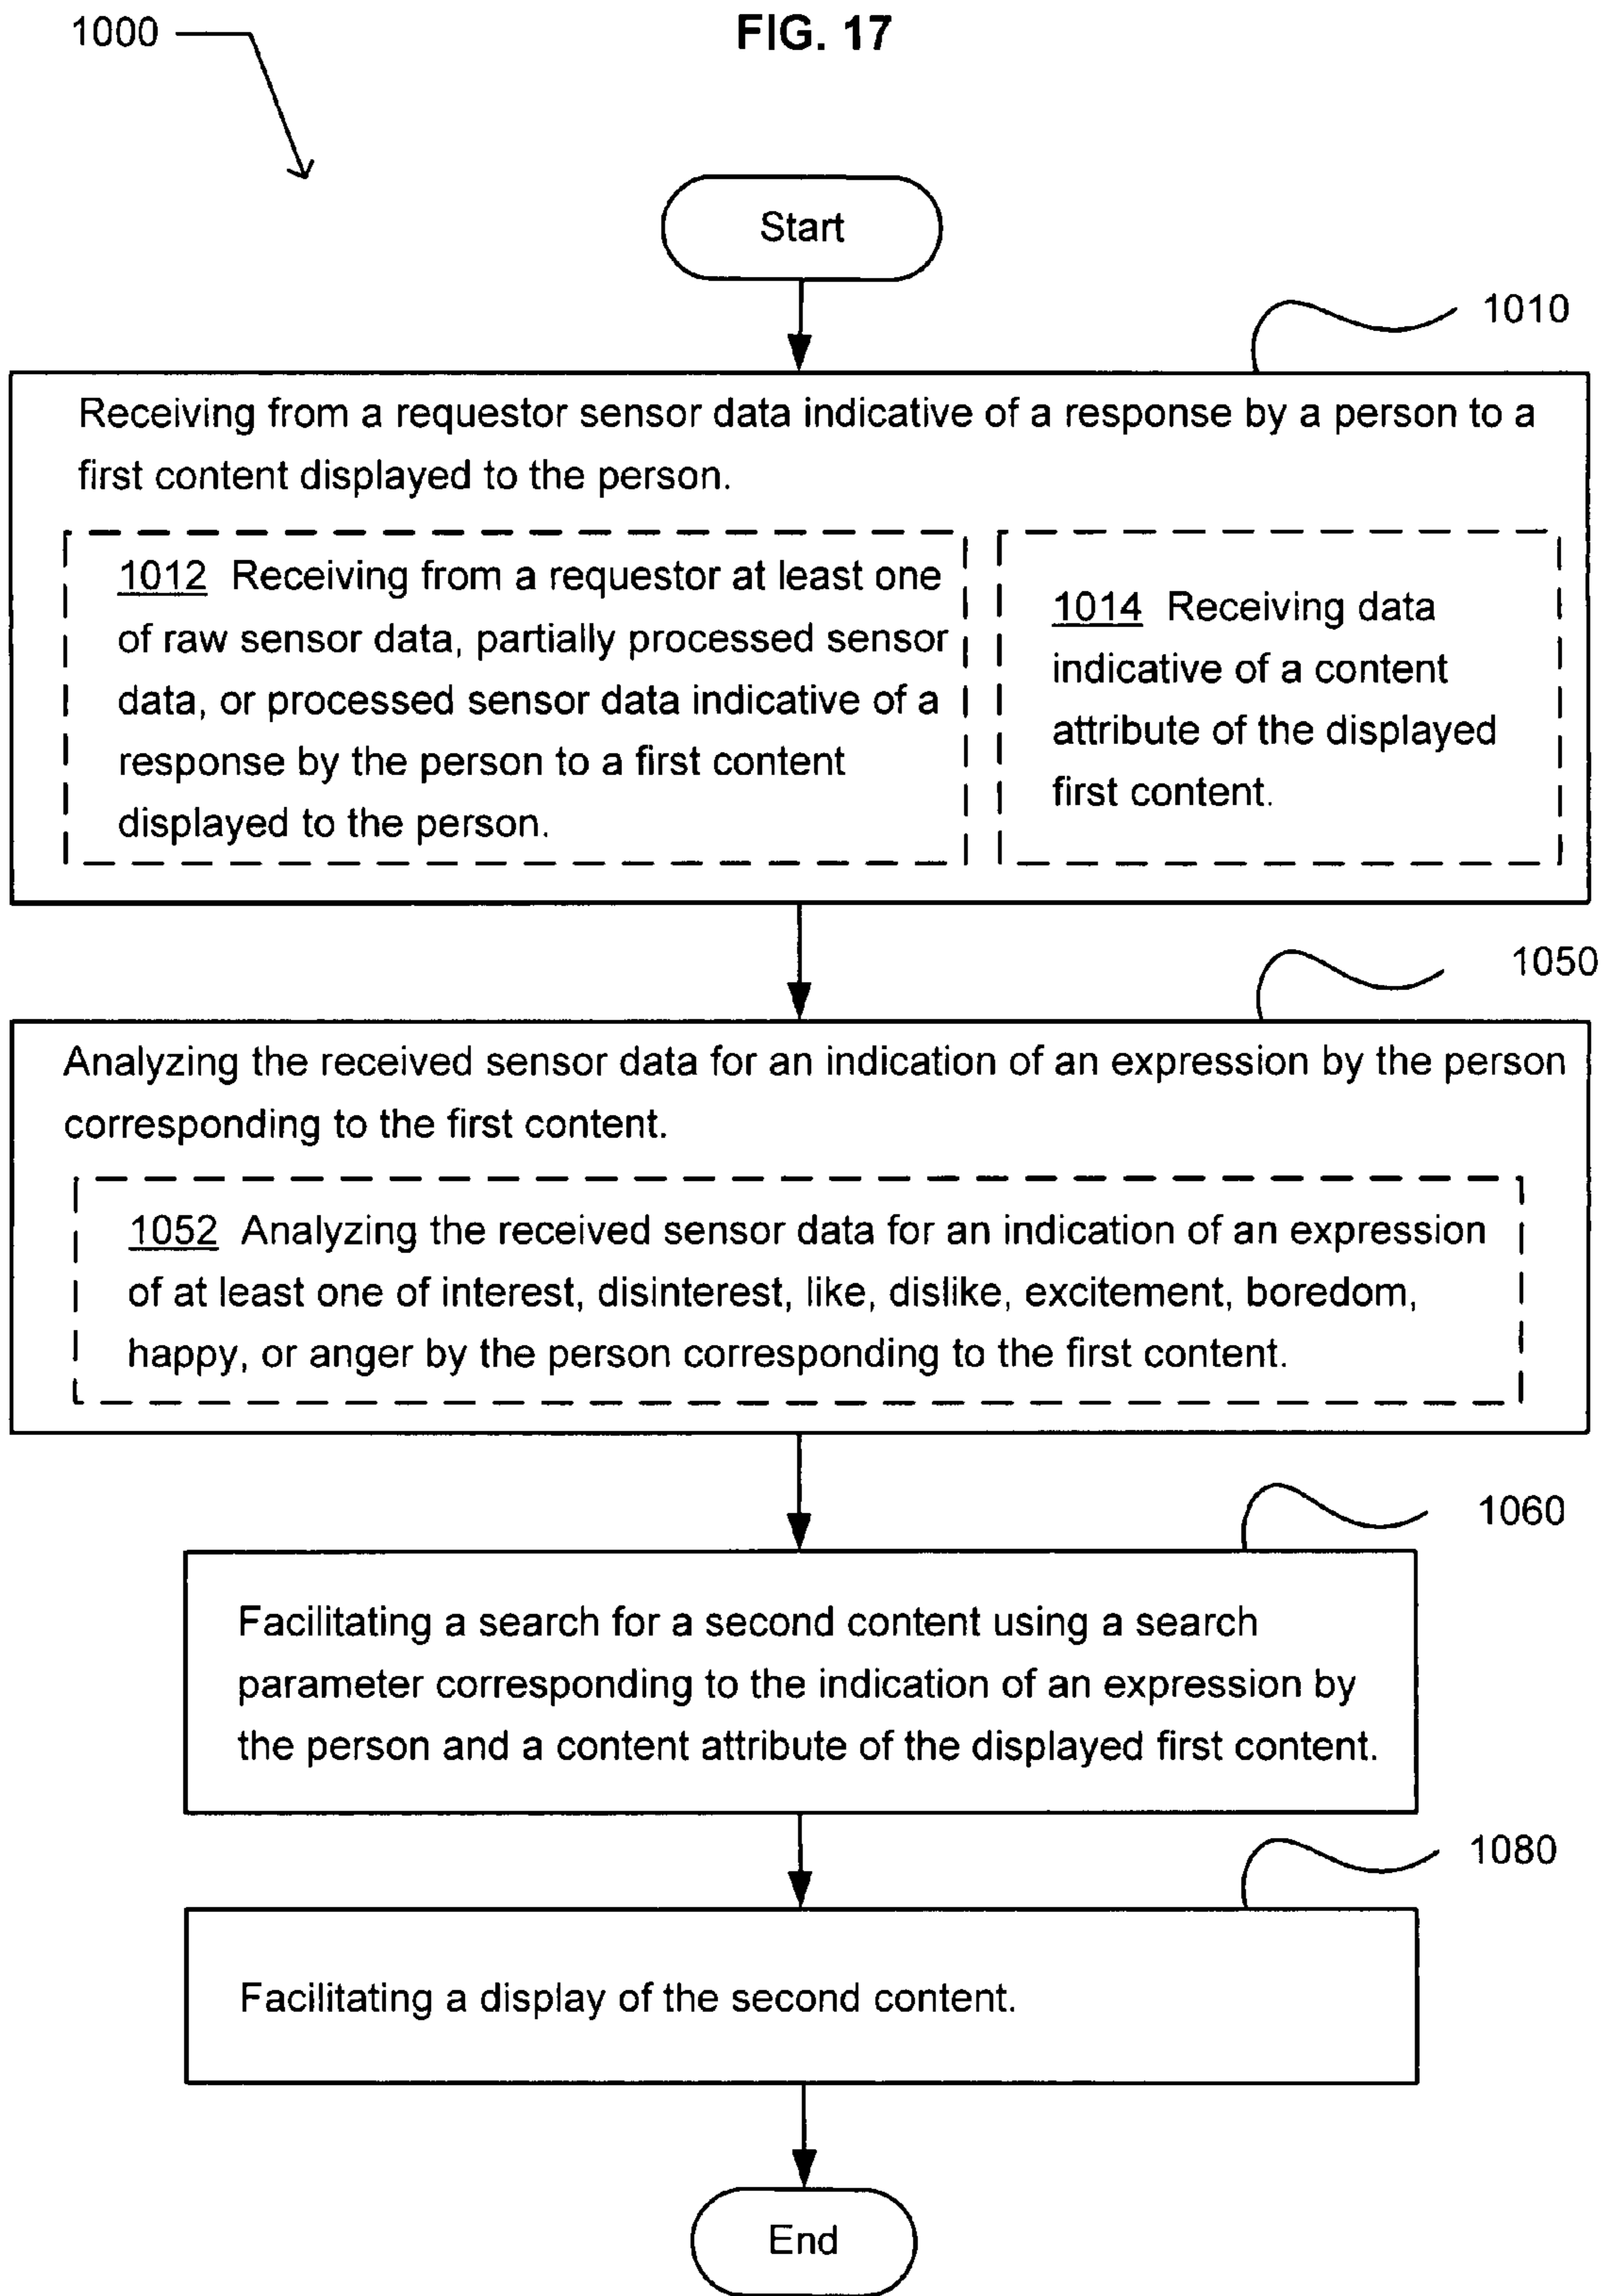 1000
FIG. 17
Start
1010
Receiving from a requestor sensor data indicative of a response by a person to a
first content displayed to the person.
1012 Receiving from a requestor at least one
of raw sensor data, partially processed sensor
data, or processed sensor data indicative of a
response by the person to a first content
displayed to the person.
1014 Receiving data
indicative of a content
attribute of the displayed
first content.
1050
Analyzing the received sensor data for an indication of an expression by the person
corresponding to the first content.
1052 Analyzing the received sensor data for an indication of an expression
of at least one of interest, disinterest, like, dislike, excitement, boredom,
happy, or anger by the person corresponding to the first content.
1060
Facilitating a search for a second content using a search
parameter corresponding to the indication of an expression by
the person and a content attribute of the displayed first content.
1080
Facilitating a display of the second content.
End